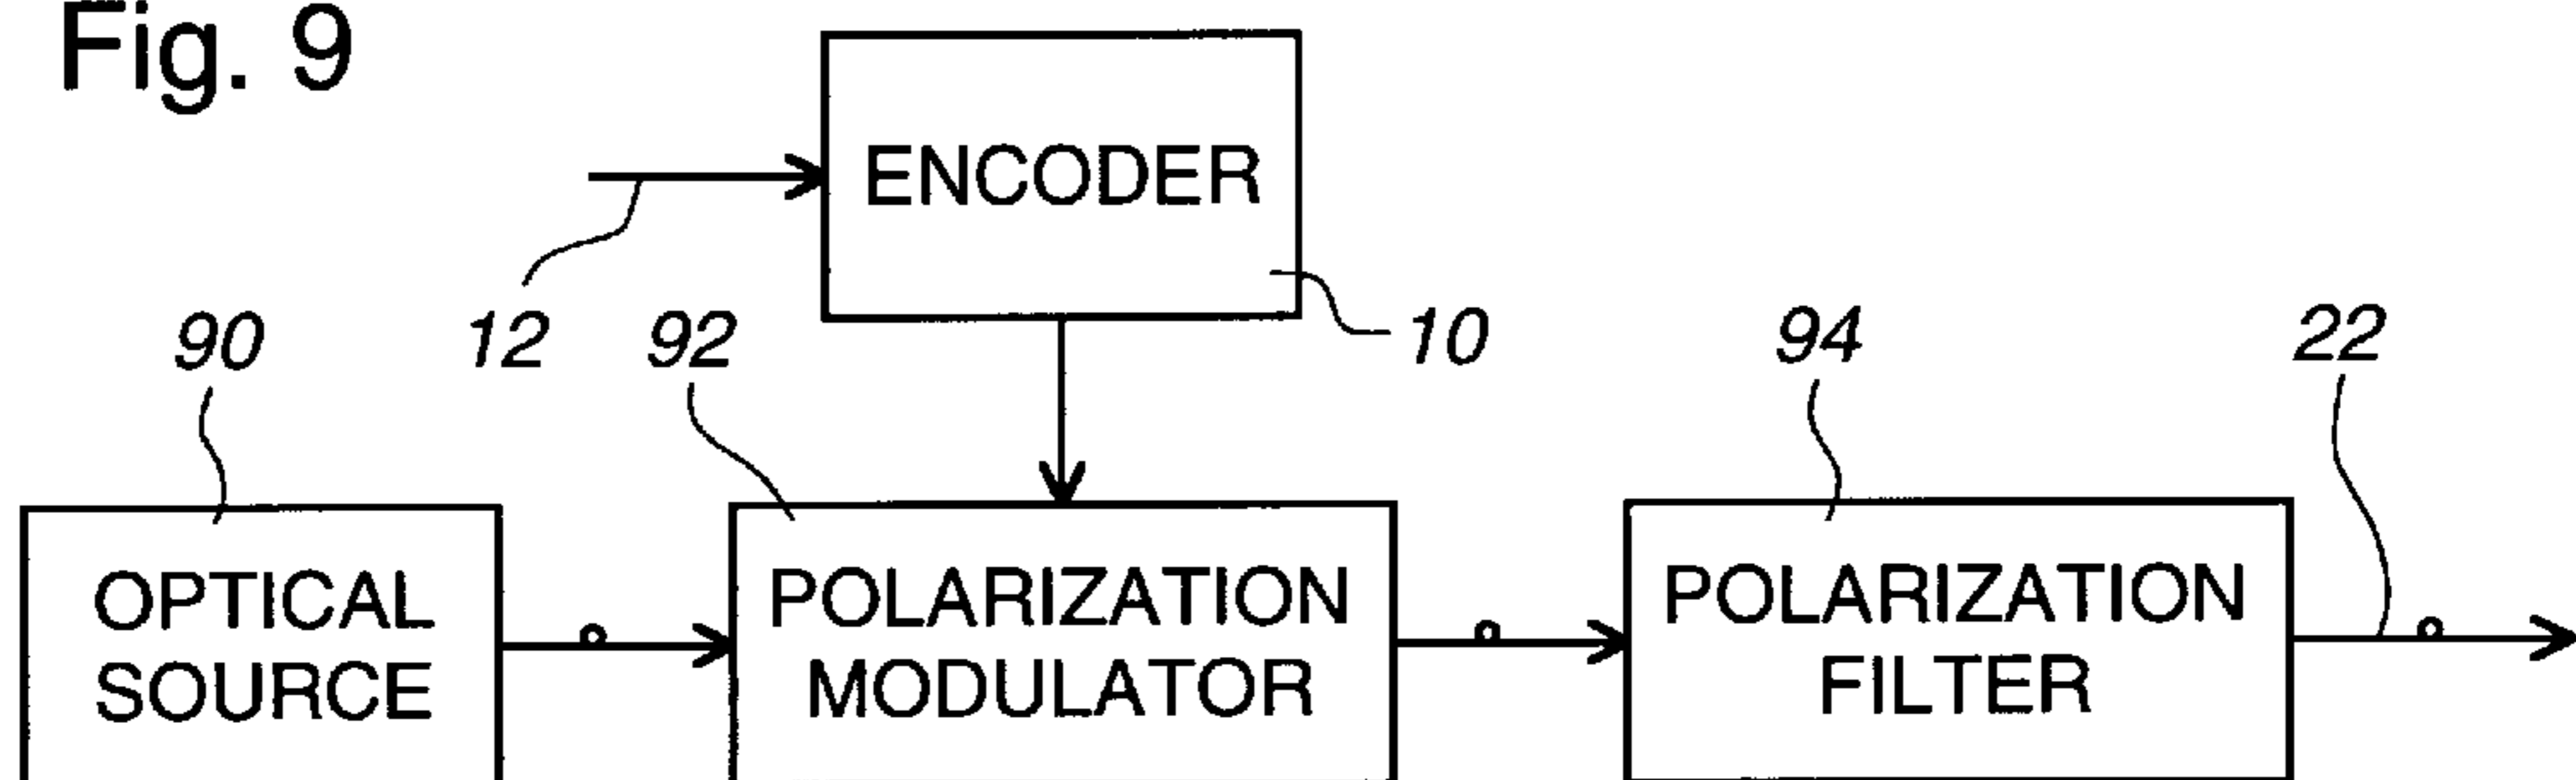 Fig. 9
ENCODER
90
12
92
10
94
22
OPTICAL
SOURCE
POLARIZATION
MODULATOR
POLARIZATION
FILTER